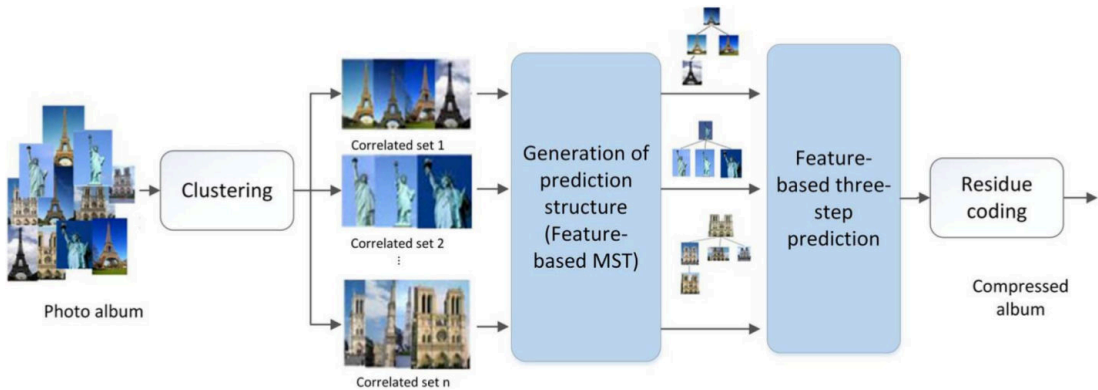 Photo album
Clustering
Correlated set 1
Correlated set 2
⋮
Correlated set n
Generation of
prediction
structure
(Feature-
based MST)
Feature-
based three-
step
prediction
Residue
coding
Compressed
album